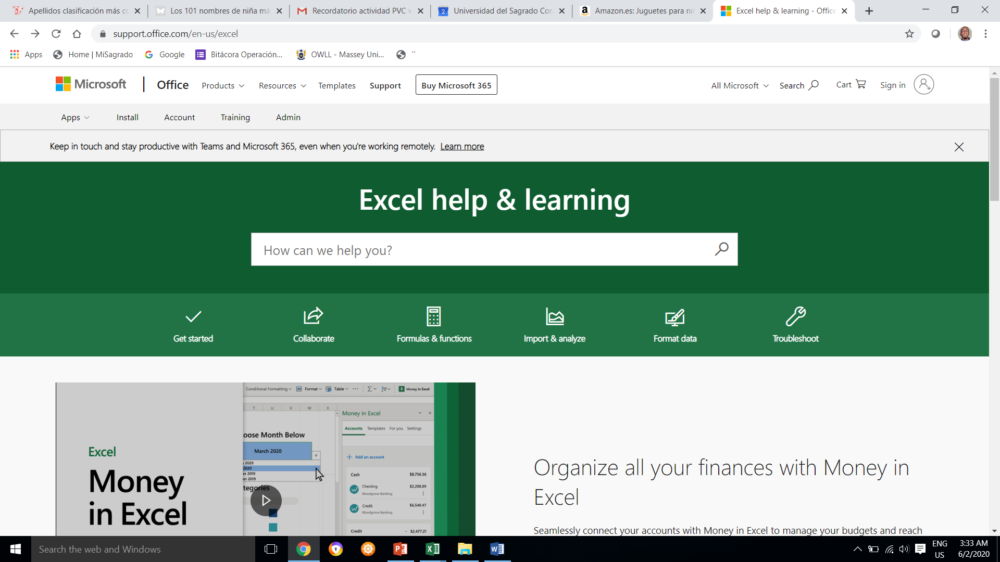 Apellidos clasificación más co
Los 101 nombres de niña má
Recordatorio actividad PVC v
2 Universidad del Sagrado Cora
Amazon.es: Juguetes para niñ
Excel help & learning - Office
support.office.com/en-us/excel
Apps
Home | MiSagrado
Google
Bitácora Operación...
OWLL - Massey Uni...
``
Microsoft
Office
Products
Resources
Templates
Support
Buy Microsoft 365
All Microsoft
Search
Cart
Sign in
Apps
Install
Account
Training
Admin
Keep in touch and stay productive with Teams and Microsoft 365, even when you're working remotely. Learn more
Excel help & learning
How can we help you?
Get started
Collaborate
Formulas & functions
Import & analyze
Format data
Troubleshoot
Conditional Formatting
Format
Table
Money in Excel
T U V W X
Money in Excel
Accounts Templates For you Settings
oose Month Below
March 2020
y 2020
2020
er 2019
er 2019
tegories
Add an account
Cash $8,756.56
Checking $2,208.09
Woodgrove Banking
Credit $6,548.47
Woodgrove Banking
Credit - $2,477.21
Excel
Money
in Excel
Organize all your finances with Money in
Excel
Seamlessly connect your accounts with Money in Excel to manage your budgets and reach
Search the web and Windows
ENG
US
3:33 AM
6/2/2020